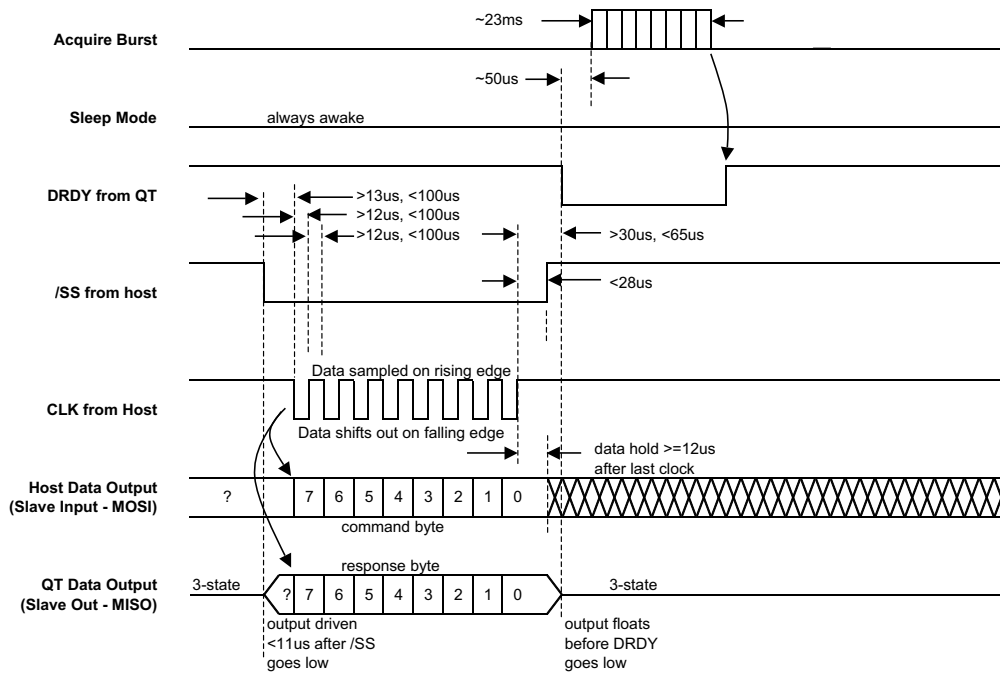 ~23ms
Acquire Burst
~50us
Sleep Mode
always awake
DRDY from QT
>13us, <100us
>12us, <100us
>12us, <100us
>30us, <65us
/SS from host
<28us
Data sampled on rising edge
CLK from Host
Data shifts out on falling edge
data hold >=12us
after last clock
Host Data Output
(Slave Input - MOSI)
? 7 6 5 4 3 2 1 0
command byte
response byte
QT Data Output
(Slave Out - MISO)
3-state
? 7 6 5 4 3 2 1 0
3-state
output driven
<11us after /SS
goes low
output floats
before DRDY
goes low